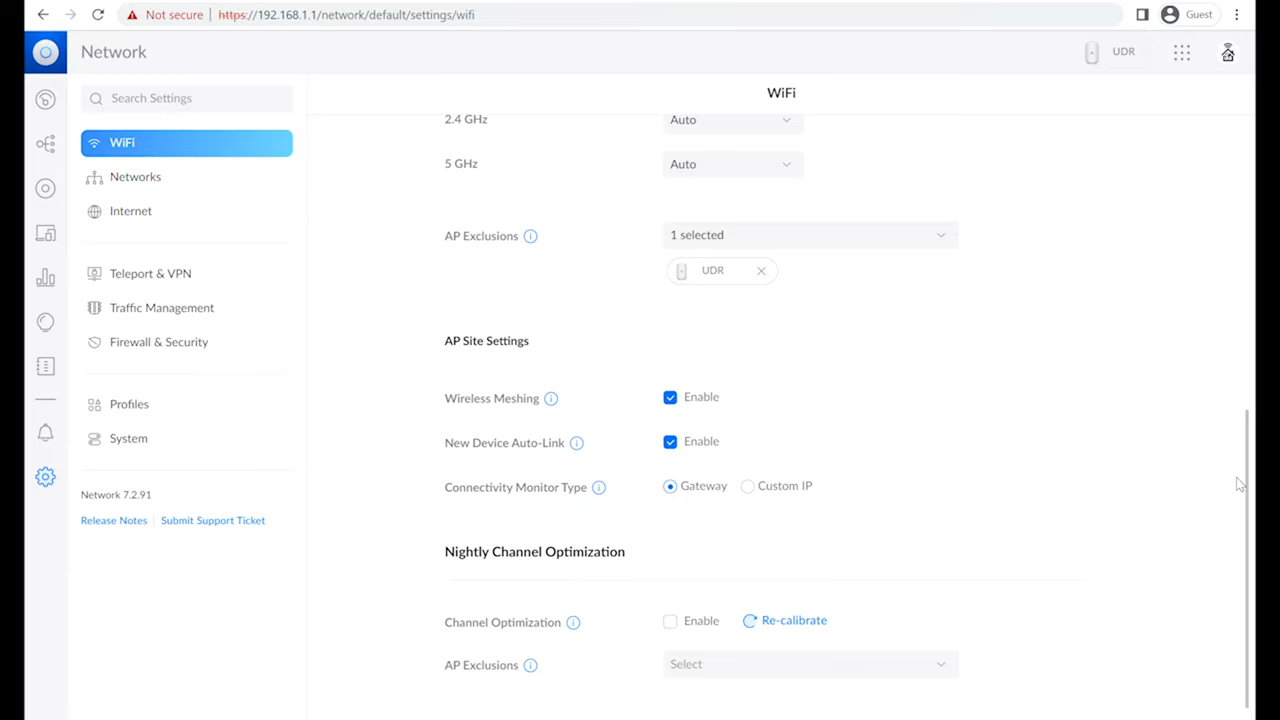 Not secure | https://192.168.1.1/network/default/settings/wifi
Guest
Network
UDR
Search Settings
WiFi
Networks
Internet
Teleport & VPN
Traffic Management
Firewall & Security
Profiles
System
Network 7.2.91
Release Notes | Submit Support Ticket
WiFi
2.4 GHz Auto
5 GHz Auto
AP Exclusions 1 selected
UDR
AP Site Settings
Wireless Meshing Enable
New Device Auto-Link Enable
Connectivity Monitor Type Gateway Custom IP
Nightly Channel Optimization
Channel Optimization Enable Re-calibrate
AP Exclusions Select